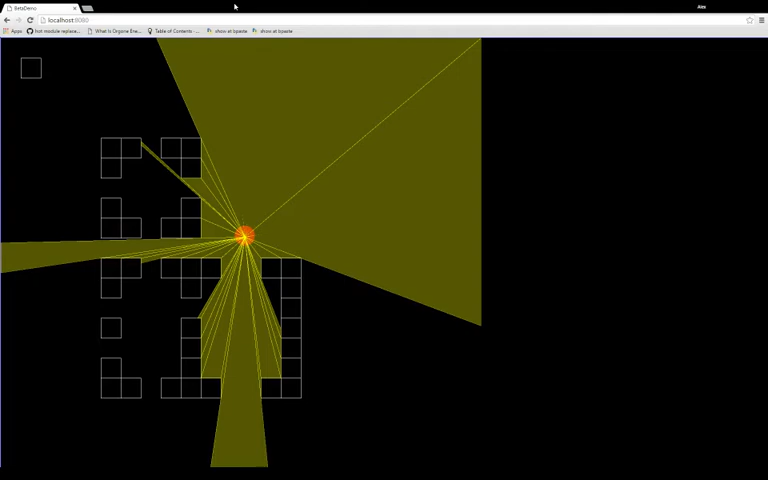 BetaDemo
Alex
localhost:8080
Apps hot module replace... What Is Orgone Ene... Table of Contents -... show at bpaste show at bpaste